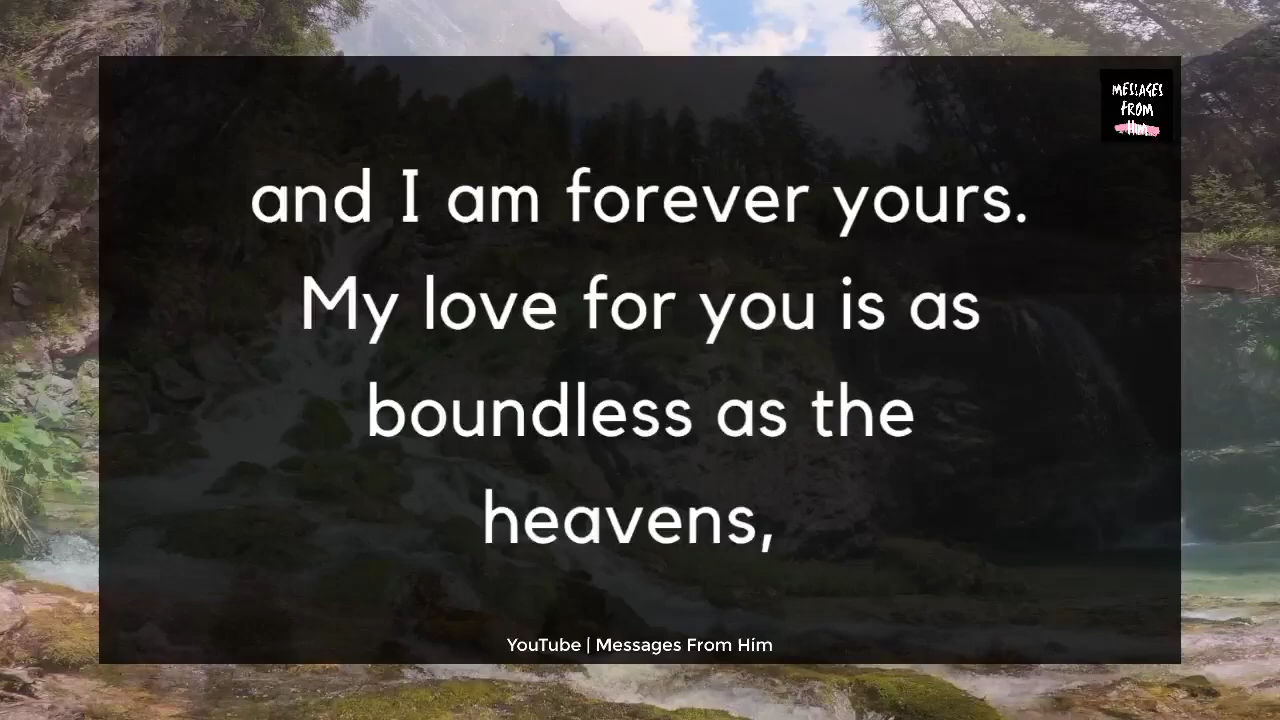 MESSAGES
FROM
Him
and I am forever yours.
My love for you is as
boundless as the
heavens,
YouTube | Messages From Hím